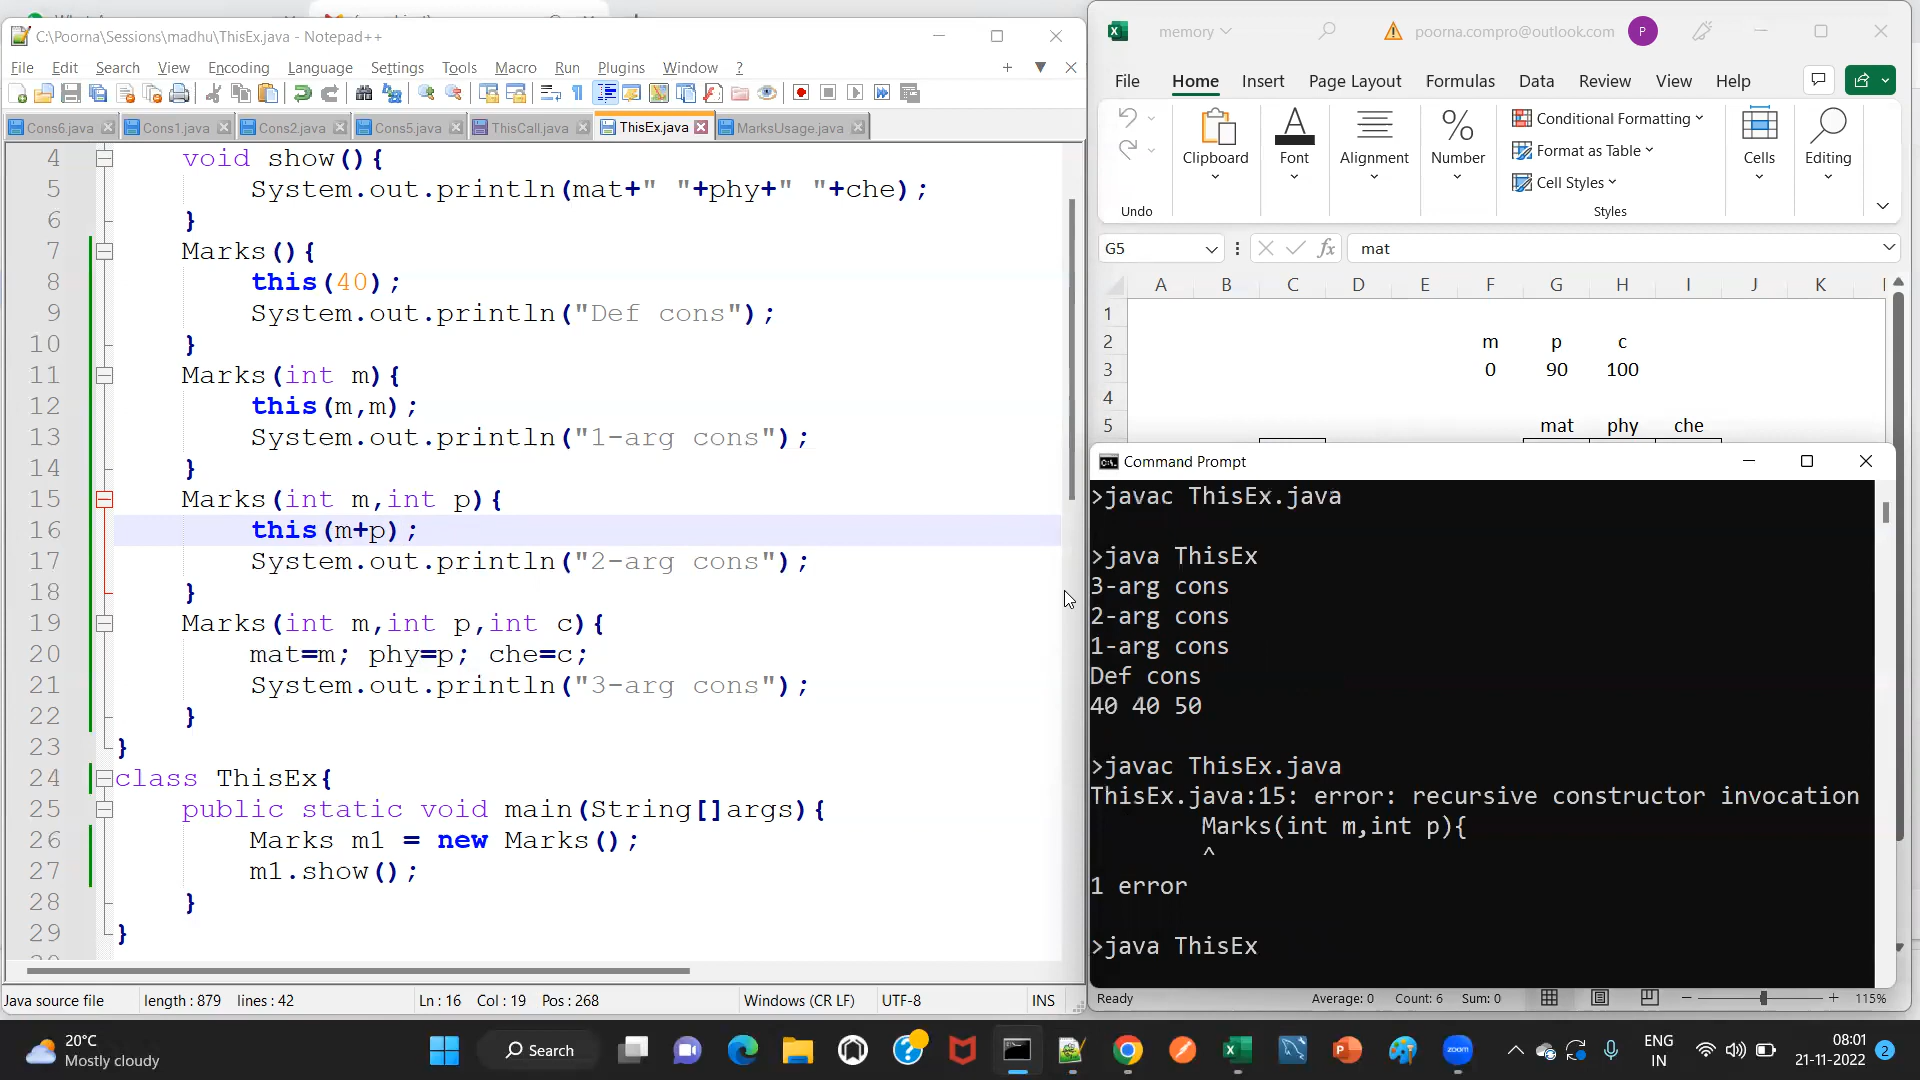 C:\Poorna\Sessions\madhu\ThisEx.java - Notepad++
File Edit Search View Encoding Language Settings Tools Macro Run Plugins Window ?
Cons6.java Cons1.java Cons2.java Cons5.java ThisCall.java ThisEx.java MarksUsage.java
4 void show(){
5 System.out.println(mat+" "+phy+" "+che);
6 }
7 Marks(){
8 this(40);
9 System.out.println("Def cons");
10 }
11 Marks(int m){
12 this(m,m);
13 System.out.println("1-arg cons");
14 }
15 Marks(int m,int p){
16 this(m+p);
17 System.out.println("2-arg cons");
18 }
19 Marks(int m,int p,int c){
20 mat=m; phy=p; che=c;
21 System.out.println("3-arg cons");
22 }
23 }
24 class ThisEx{
25 public static void main(String[]args){
26 Marks m1 = new Marks();
27 m1.show();
28 }
29 }
Java source file length : 879 lines : 42 Ln : 16 Col : 19 Pos : 268 Windows (CR LF) UTF-8 INS
memory poorna.compro@outlook.com P
File Home Insert Page Layout Formulas Data Review View Help
Clipboard Font Alignment Number Conditional Formatting Format as Table Cell Styles Cells Editing
Undo Styles
G5 fx mat
A B C D E F G H I J K
1
2 m p c
3 0 90 100
4
5 mat phy che
Command Prompt
>javac ThisEx.java
>java ThisEx
3-arg cons
2-arg cons
1-arg cons
Def cons
40 40 50
>javac ThisEx.java
ThisEx.java:15: error: recursive constructor invocation
Marks(int m,int p){
^
1 error
>java ThisEx
Ready Average: 0 Count: 6 Sum: 0 115%
20°C
Mostly cloudy
Search
zoom
ENG
IN
08:01
21-11-2022
2